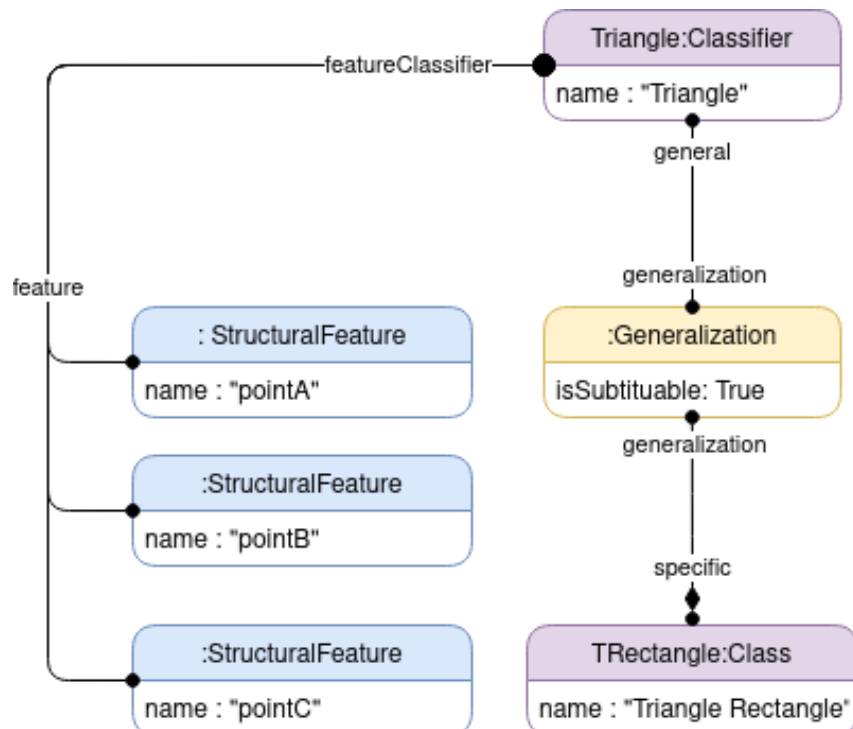 Triangle:Classifier
featureClassifier
name : "Triangle"
general
generalization
feature
: StructuralFeature
:Generalization
name : "pointA"
isSubtituable: True
generalization
:StructuralFeature
name : "pointB"
specific
:StructuralFeature
TRectangle:Class
name : "pointC"
name : "Triangle Rectangle"